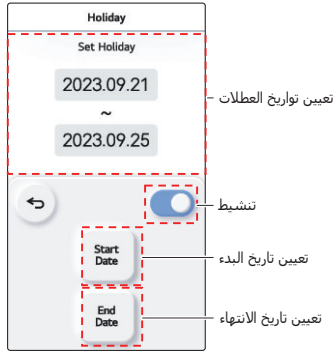 Holiday
Set Holiday
2023.09.21
~
2023.09.25
تعيين تواريخ العطلات
تنشيط
Start
Date
تعيين تاريخ البدء
End
Date
تعيين تاريخ الانتهاء